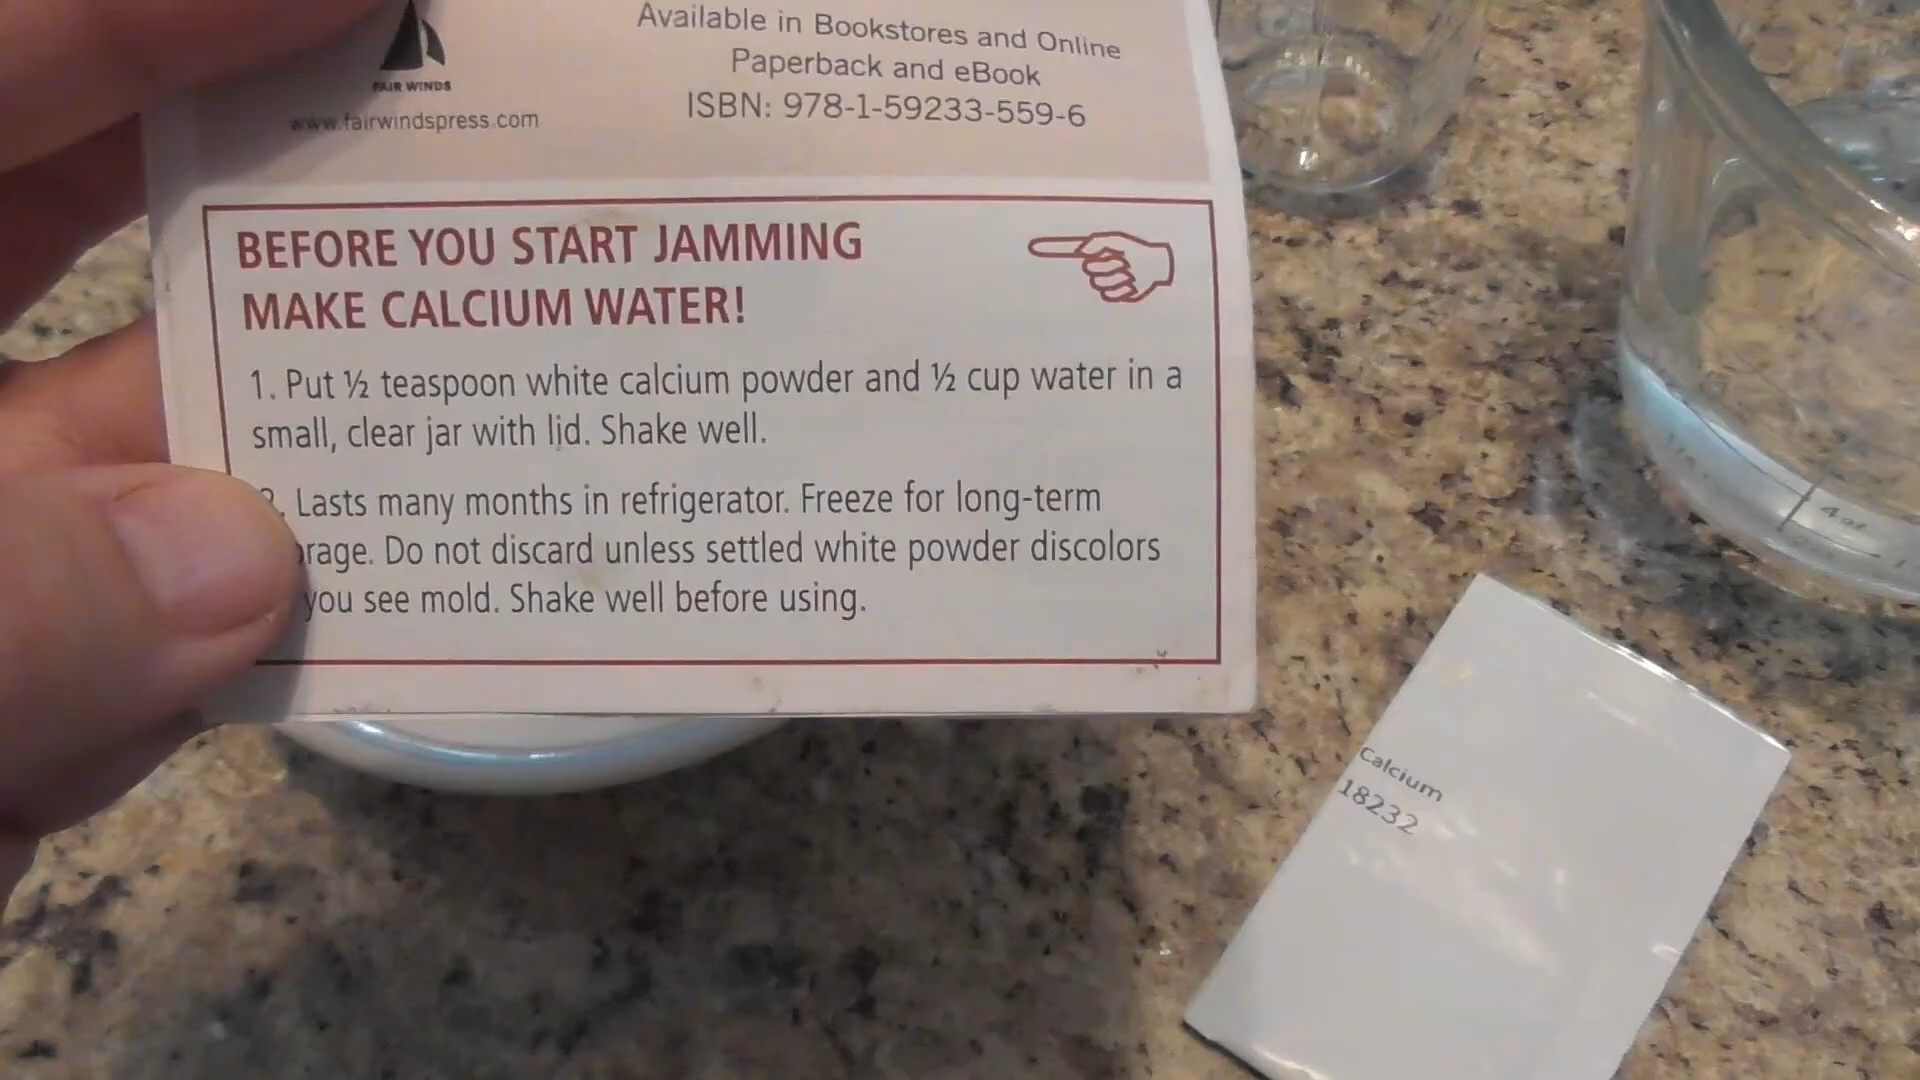 Available in Bookstores and Online
Paperback and eBook
ISBN: 978-1-59233-559-6
FAIR WINDS
www.fairwindspress.com
BEFORE YOU START JAMMING
MAKE CALCIUM WATER!
1. Put ½ teaspoon white calcium powder and ½ cup water in a
small, clear jar with lid. Shake well.
2. Lasts many months in refrigerator. Freeze for long-term
rage. Do not discard unless settled white powder discolors
you see mold. Shake well before using.
Calcium
18232
4 oz